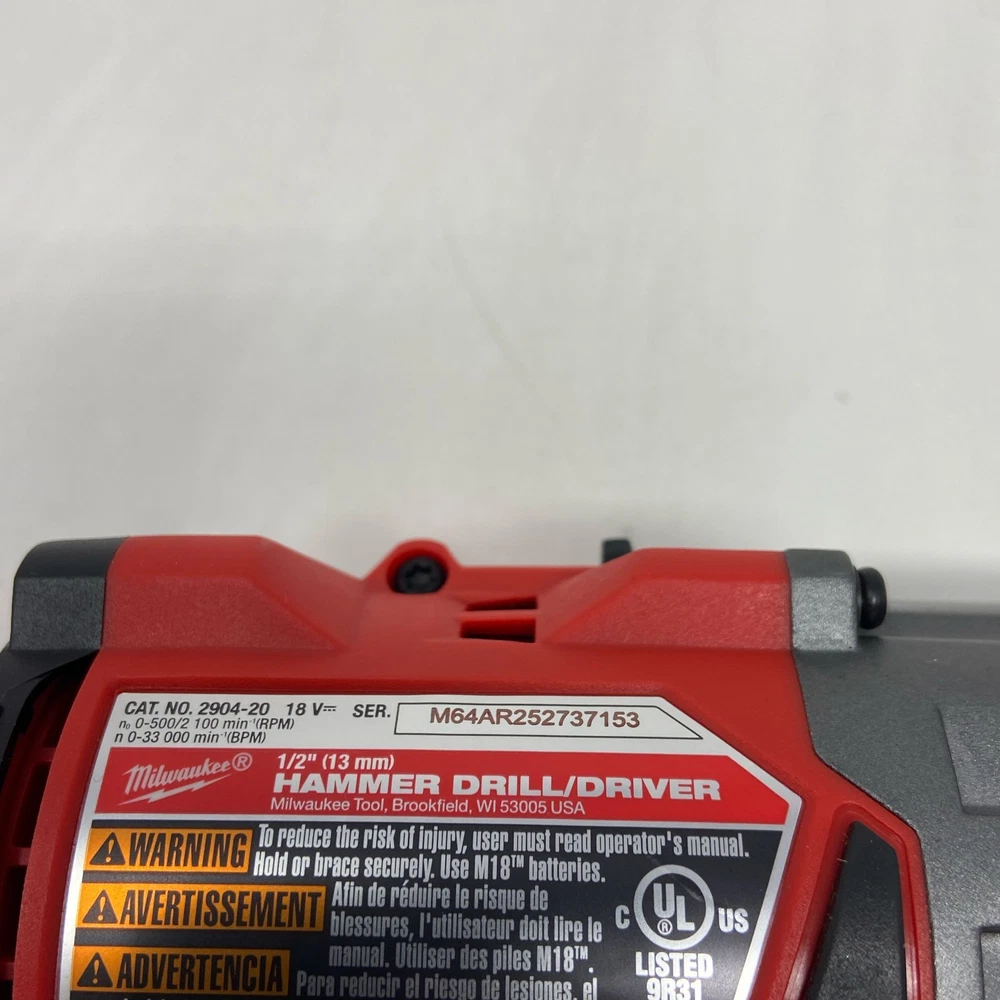 CAT. NO. 2904-20 18 V⎓ SER. M64AR252737153
n₀ 0-500/2 100 min⁻¹(RPM)
n 0-33 000 min⁻¹(BPM)
Milwaukee®
1/2" (13 mm)
HAMMER DRILL/DRIVER
Milwaukee Tool, Brookfield, WI 53005 USA
WARNING To reduce the risk of injury, user must read operator's manual.
Hold or brace securely. Use M18™ batteries.
AVERTISSEMENT Afin de réduire le risque de
blessures, l'utilisateur doit lire le
manual. Utiliser des piles M18™.
ADVERTENCIA Para reducir el riesgo de lesiones, el
C UL® US
LISTED
9R31